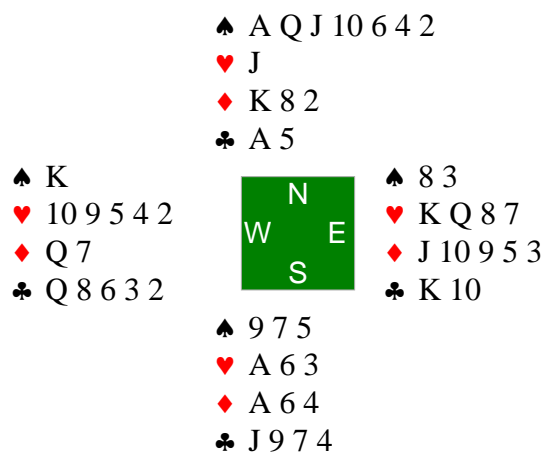 ♠ A Q J 10 6 4 2
♥ J
♦ K 8 2
♣ A 5
♠ K
♥ 10 9 5 4 2
♦ Q 7
♣ Q 8 6 3 2
N
W E
S
♠ 8 3
♥ K Q 8 7
♦ J 10 9 5 3
♣ K 10
♠ 9 7 5
♥ A 6 3
♦ A 6 4
♣ J 9 7 4